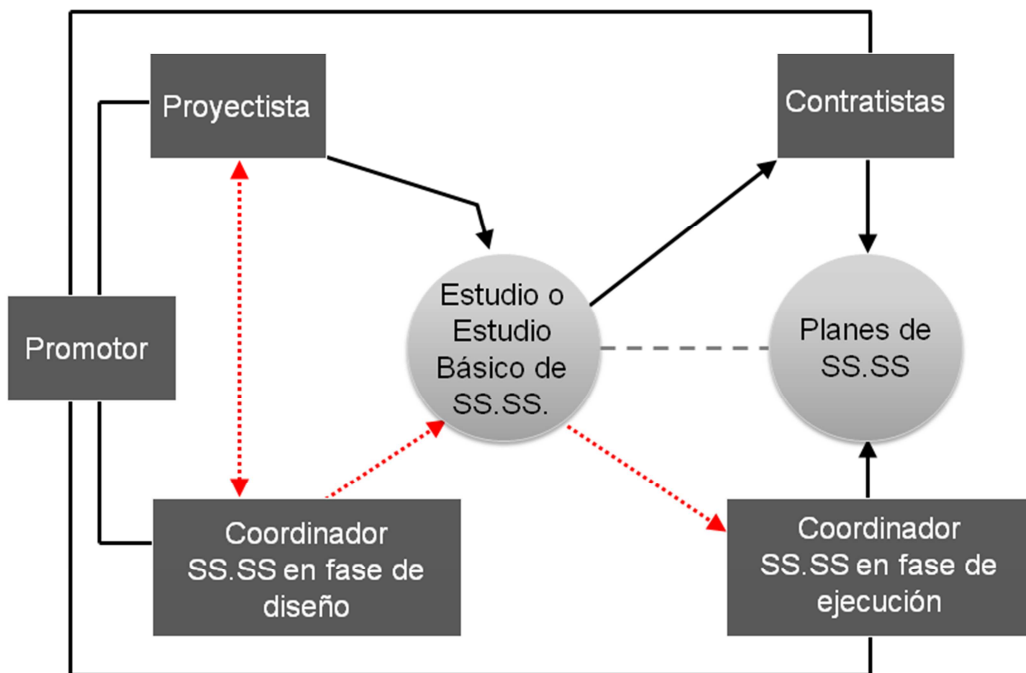 Proyectista
Contratistas
Promotor
Estudio o
Estudio
Básico de
SS.SS.
Planes de
SS.SS
Coordinador
SS.SS en fase de
diseño
Coordinador
SS.SS en fase de
ejecución